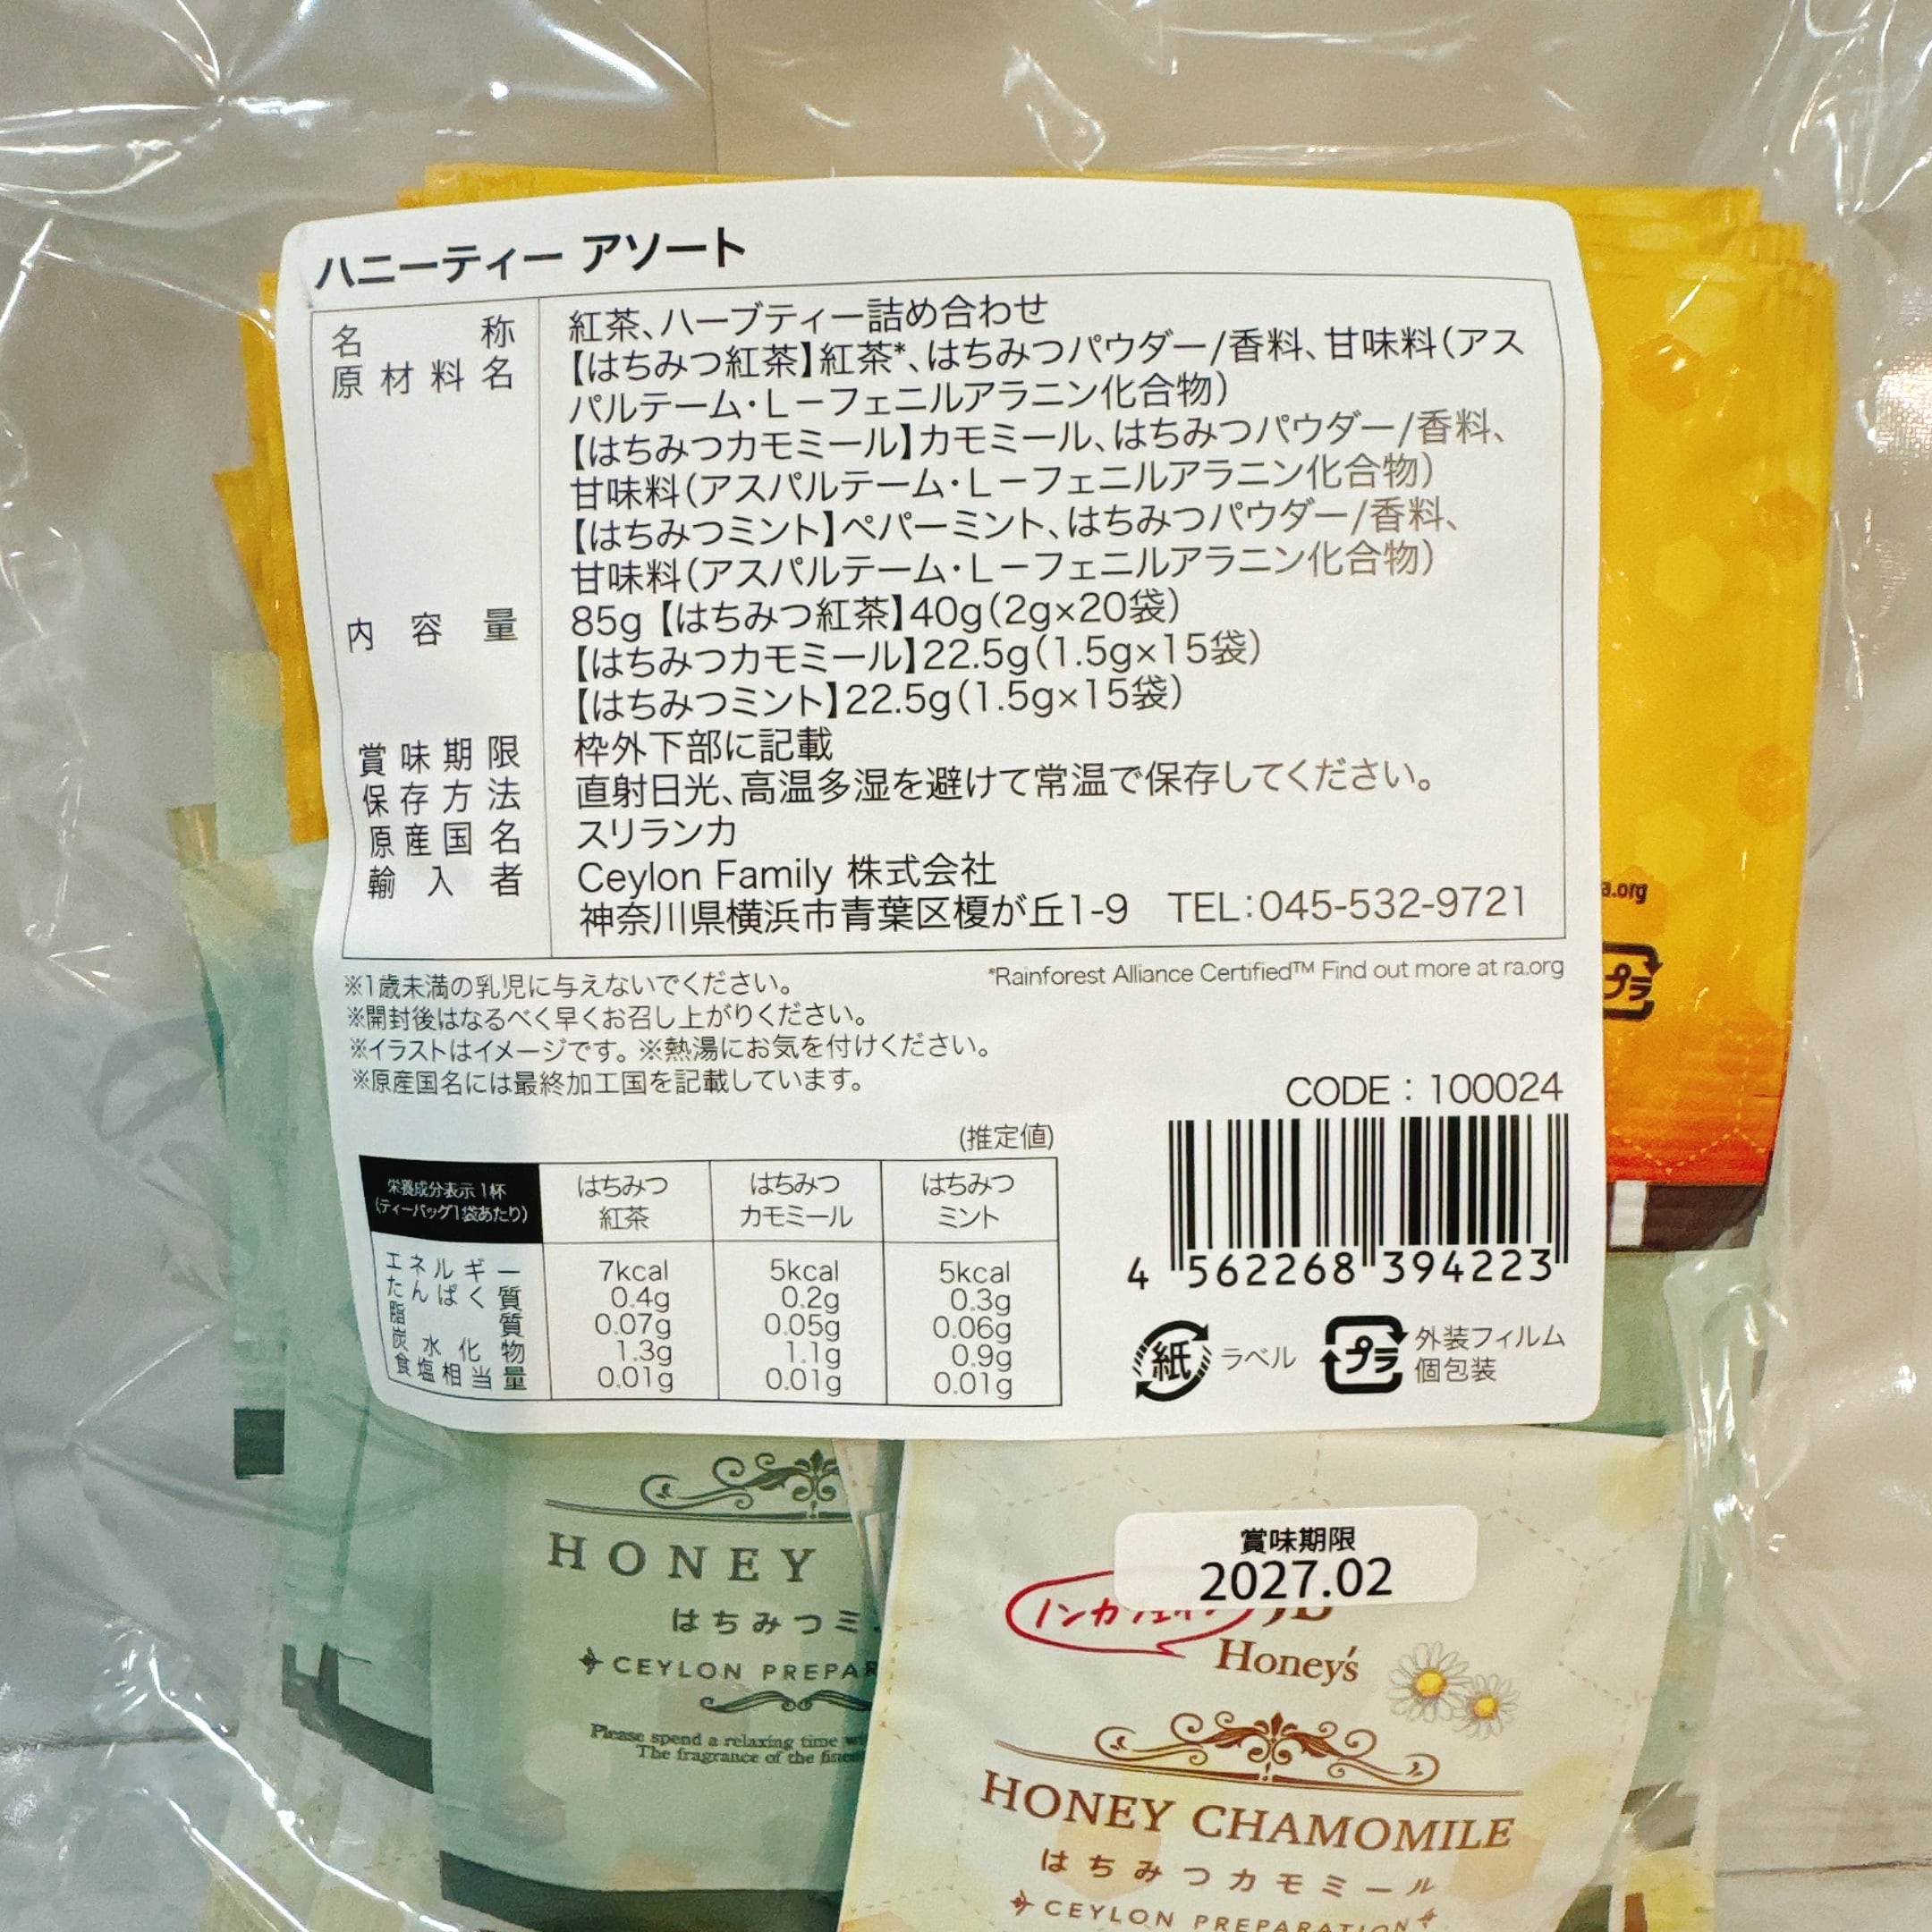 ハニーティー アソート
名称 紅茶、ハーブティー詰め合わせ
原材料名 【はちみつ紅茶】紅茶*、はちみつパウダー/香料、甘味料(アス
パルテーム・L-フェニルアラニン化合物)
【はちみつカモミール】カモミール、はちみつパウダー/香料、
甘味料(アスパルテーム・L-フェニルアラニン化合物)
【はちみつミント】ペパーミント、はちみつパウダー/香料、
甘味料(アスパルテーム・L-フェニルアラニン化合物)
内容量 85g【はちみつ紅茶】40g(2g×20袋)
【はちみつカモミール】22.5g(1.5g×15袋)
【はちみつミント】22.5g(1.5g×15袋)
賞味期限 枠外下部に記載
保存方法 直射日光、高温多湿を避けて常温で保存してください。
原産国名 スリランカ
輸入者 Ceylon Family 株式会社
神奈川県横浜市青葉区榎が丘1-9 TEL:045-532-9721
a.org
プラ
*Rainforest Alliance Certified™ Find out more at ra.org
※1歳未満の乳児に与えないでください。
※開封後はなるべく早くお召し上がりください。
※イラストはイメージです。※熱湯にお気を付けください。
※原産国名には最終加工国を記載しています。
CODE : 100024
4 562268 394223
(推定値)
栄養成分表示 1杯 (ティーバッグ1袋あたり) はちみつ紅茶 はちみつカモミール はちみつミント
エネルギー 7kcal 5kcal 5kcal
たんぱく質 0.4g 0.2g 0.3g
脂質 0.07g 0.05g 0.06g
炭水化物 1.3g 1.1g 0.9g
食塩相当量 0.01g 0.01g 0.01g
紙 ラベル プラ 外装フィルム
個包装
賞味期限
2027.02
ノンカフェイン
Honey's
HONEY
はちみつミ
CEYLON PREPAR
Please spend a relaxing time
The fragrance of the
HONEY CHAMOMILE
はちみつカモミール
CEYLON PREPARATION